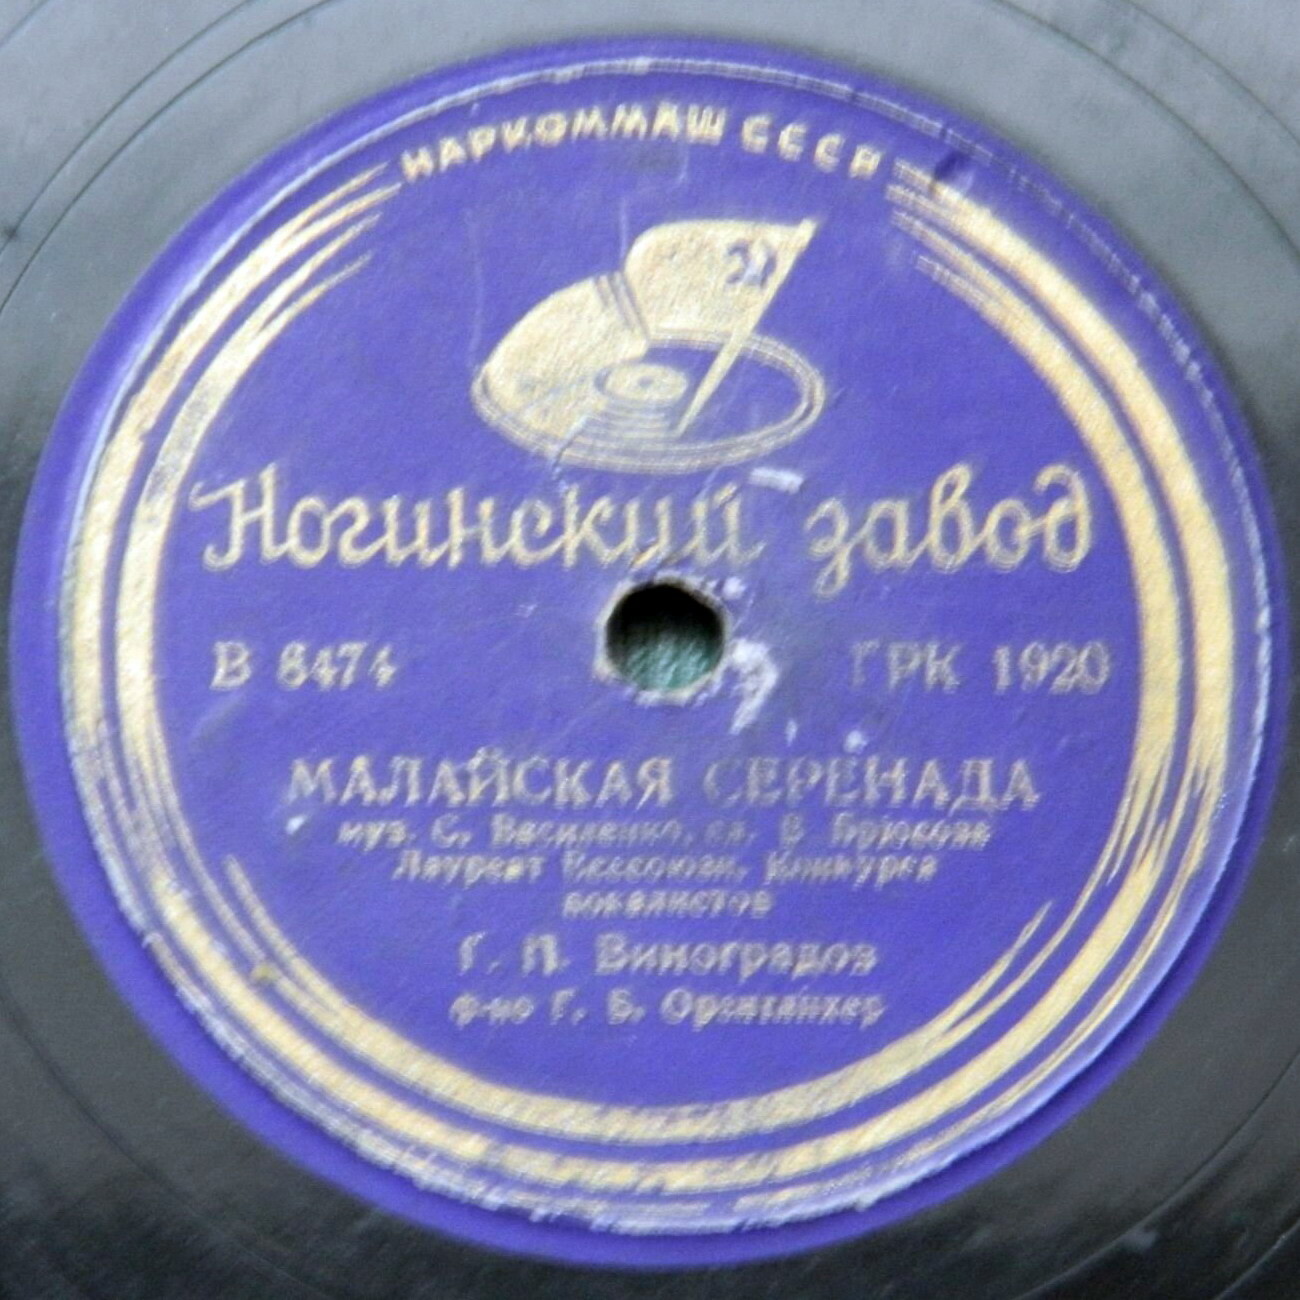 НАРКОММАШ СССР
Ногинский завод
В 8474 ГРК 1920
МАЛАЙСКАЯ СЕРЕНАДА
муз. С. Василенко, сл. В. Брюсова
Лауреат Всесоюзн. Конкурса
вокалистов
Г. П. Виноградов
ф-но Г. Б. Орентлихер